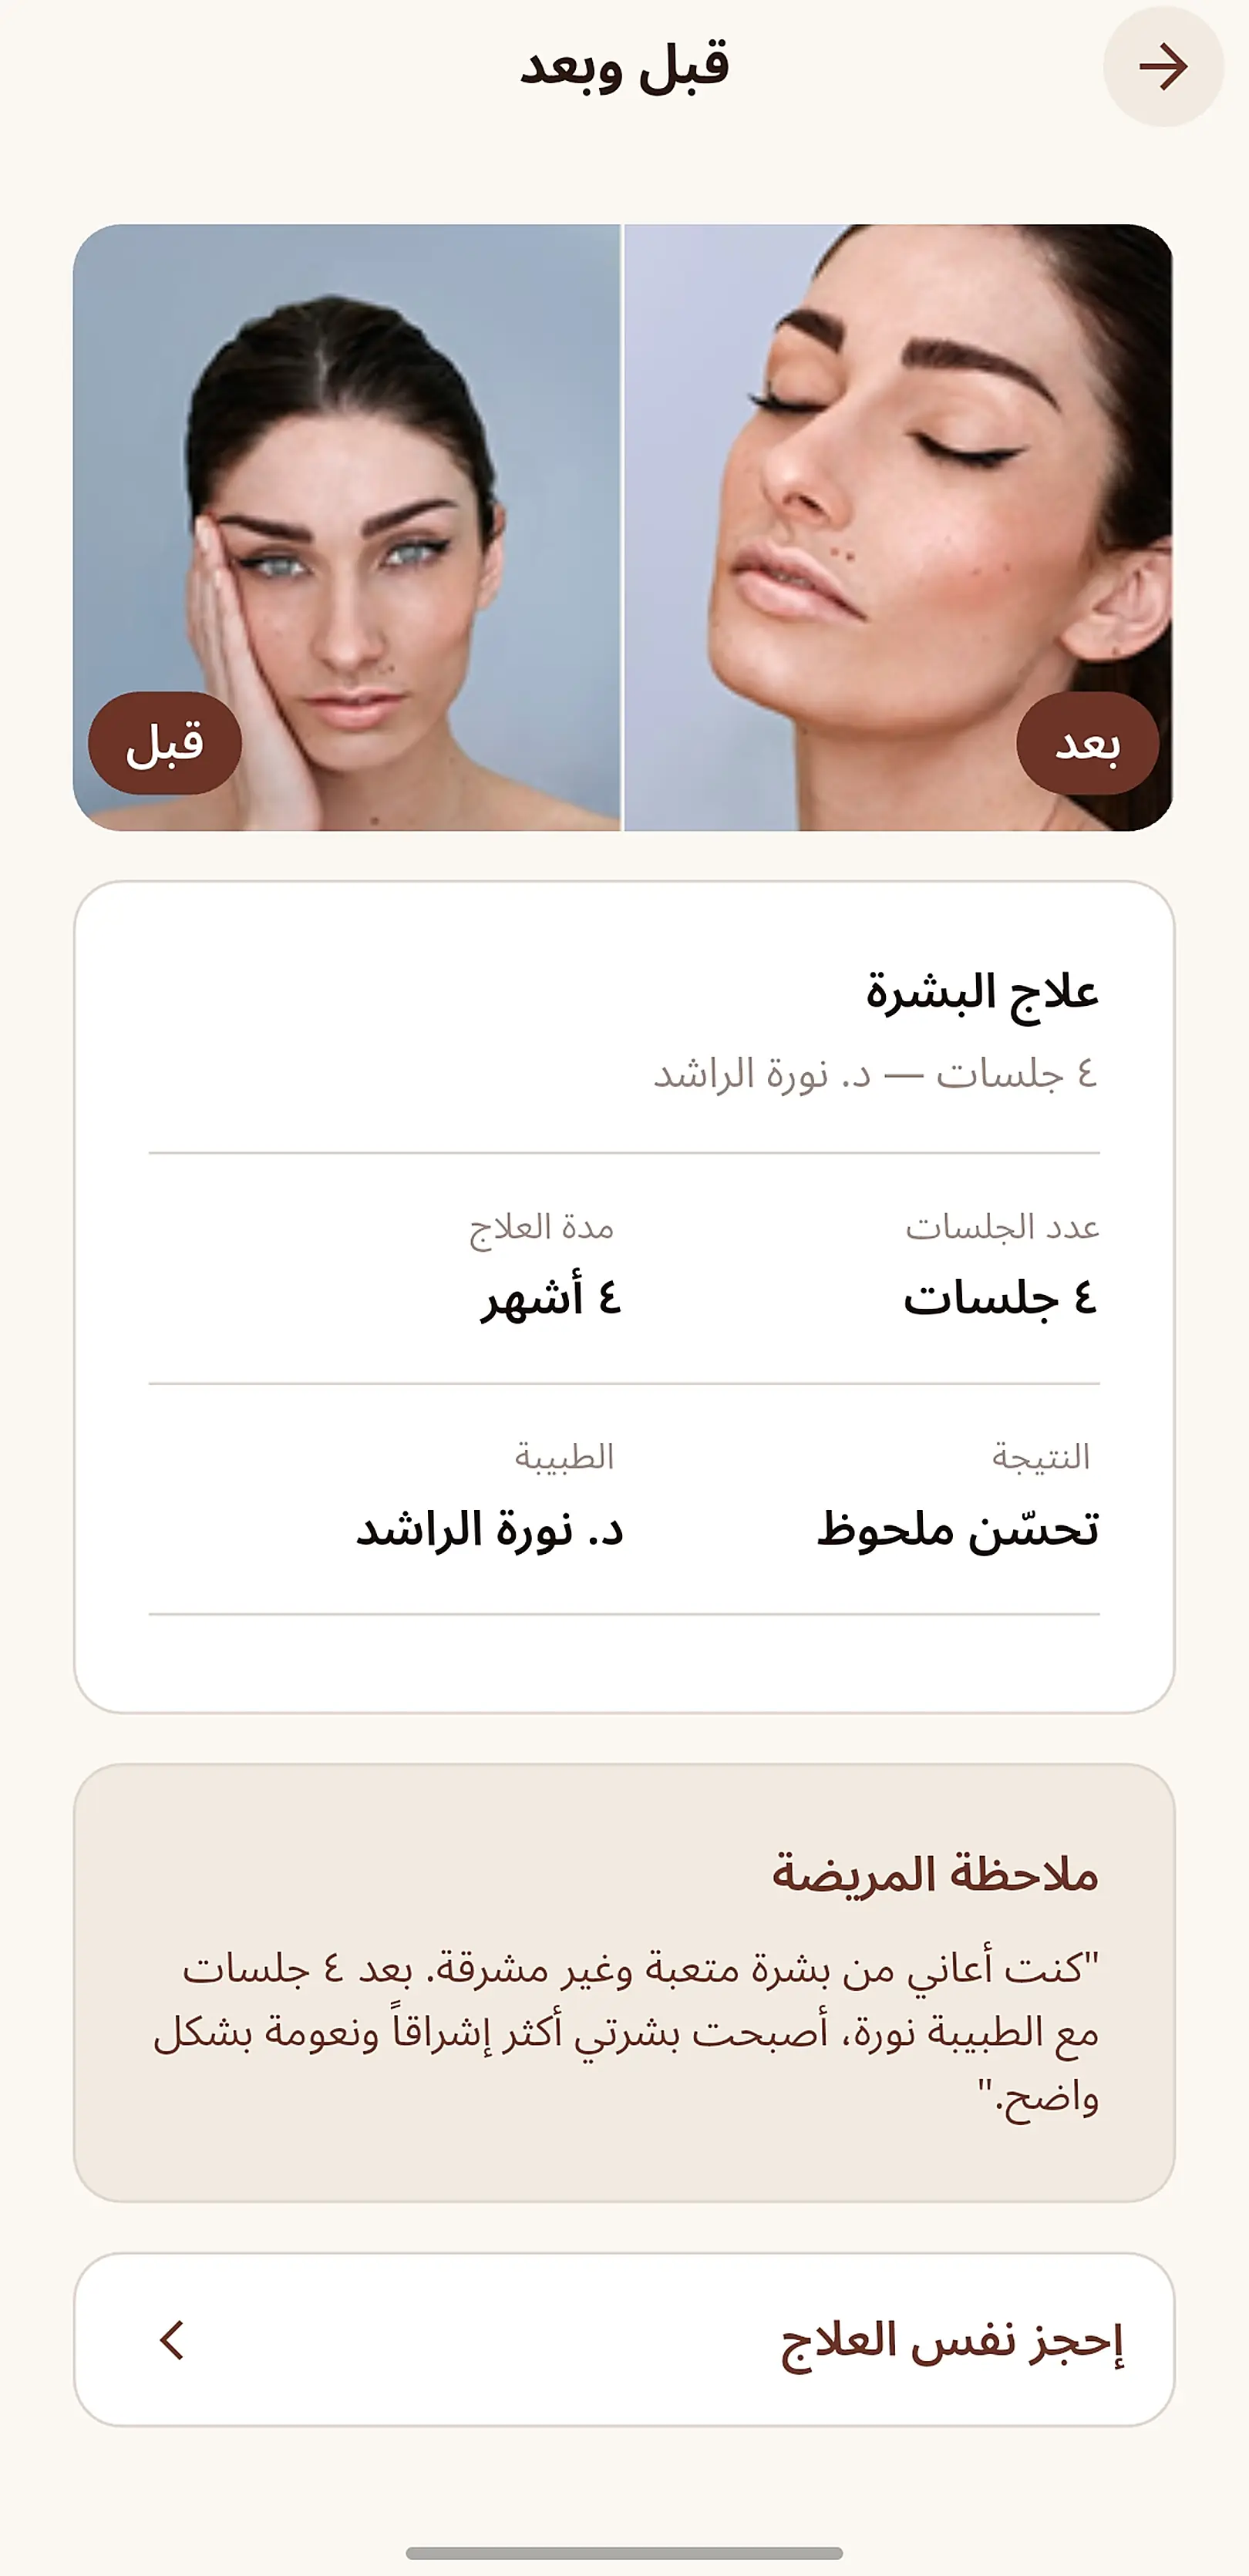 قبل وبعد
قبل
بعد
علاج البشرة
٤ جلسات — د. نورة الراشد
عدد الجلسات
٤ جلسات
مدة العلاج
٤ أشهر
النتيجة
تحسّن ملحوظ
الطبيبة
د. نورة الراشد
ملاحظة المريضة
"كنت أعاني من بشرة متعبة وغير مشرقة. بعد ٤ جلسات
مع الطبيبة نورة، أصبحت بشرتي أكثر إشراقاً ونعومة بشكل
واضح."
إحجز نفس العلاج